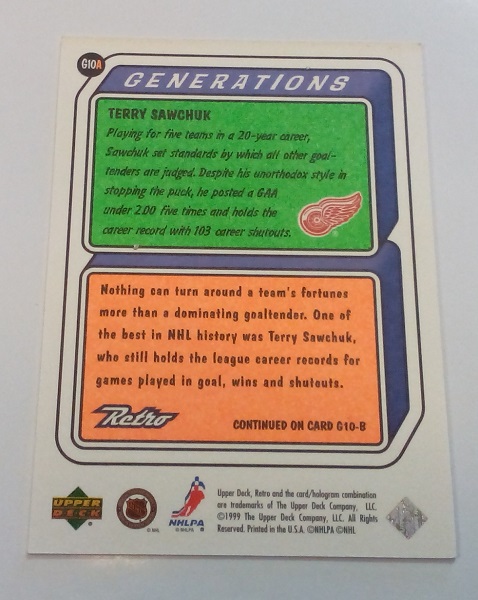 G10A
GENERATIONS
TERRY SAWCHUK
Playing for five teams in a 20-year career,
Sawchuk set standards by which all other goal-
tenders are judged. Despite his unorthodox style in
stopping the puck, he posted a GAA
under 2.00 five times and holds the
career record with 103 career shutouts.
Nothing can turn around a team's fortunes
more than a dominating goaltender. One of
the best in NHL history was Terry Sawchuk,
who still holds the league career records for
games played in goal, wins and shutouts.
Retro
CONTINUED ON CARD G10-B
UPPER
DECK
NHL
© NHL
NHLPA
© NHLPA
Upper Deck, Retro and the card/hologram combination
are trademarks of The Upper Deck Company, LLC.
©1999 The Upper Deck Company, LLC. All Rights
Reserved. Printed in the U.S.A. ©NHLPA ©NHL